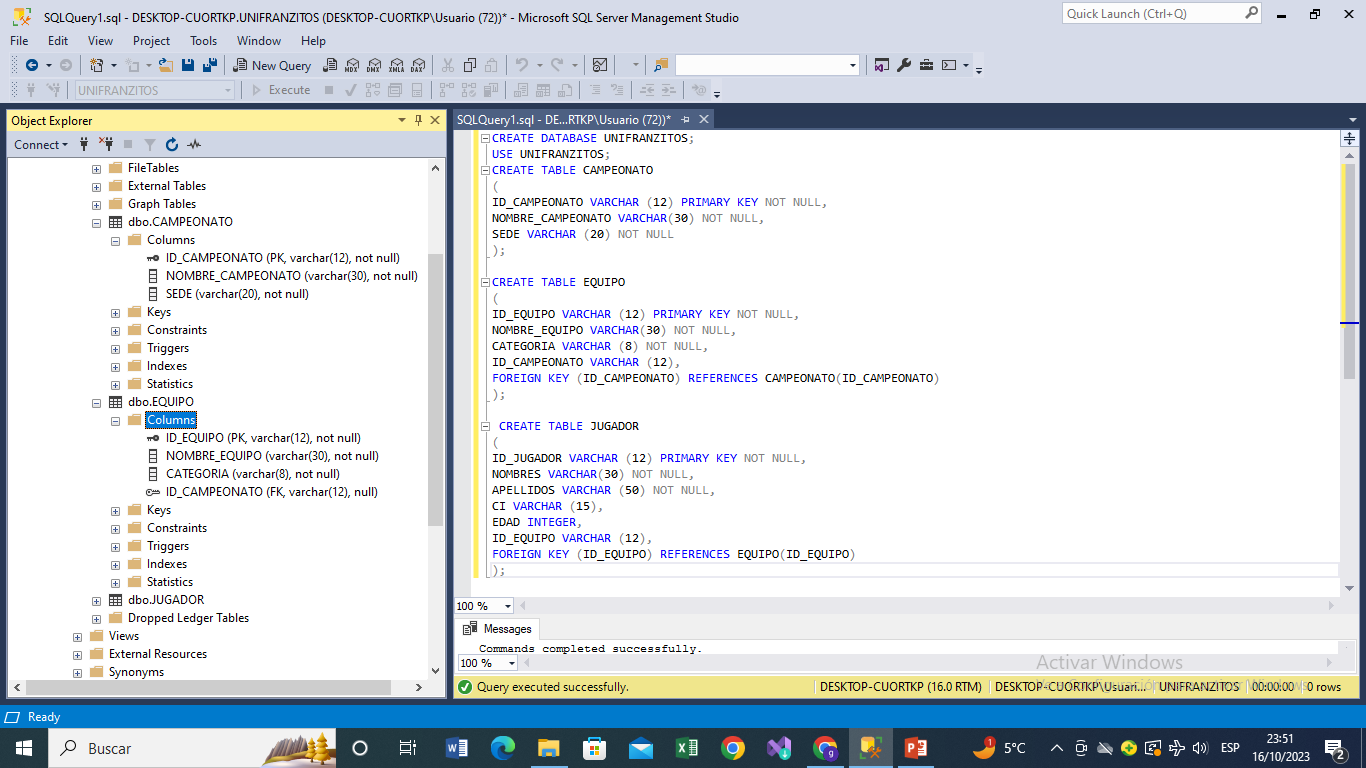 SQLQuery1.sql - DESKTOP-CUORTKP.UNIFRANZITOS (DESKTOP-CUORTKP\Usuario (72))* - Microsoft SQL Server Management Studio
Quick Launch (Ctrl+Q)
File Edit View Project Tools Window Help
New Query MDX DMX XMLA DAX
UNIFRANZITOS Execute
Object Explorer
Connect
FileTables
External Tables
Graph Tables
dbo.CAMPEONATO
Columns
ID_CAMPEONATO (PK, varchar(12), not null)
NOMBRE_CAMPEONATO (varchar(30), not null)
SEDE (varchar(20), not null)
Keys
Constraints
Triggers
Indexes
Statistics
dbo.EQUIPO
Columns
ID_EQUIPO (PK, varchar(12), not null)
NOMBRE_EQUIPO (varchar(30), not null)
CATEGORIA (varchar(8), not null)
ID_CAMPEONATO (FK, varchar(12), null)
Keys
Constraints
Triggers
Indexes
Statistics
dbo.JUGADOR
Dropped Ledger Tables
Views
External Resources
Synonyms
SQLQuery1.sql - DE...RTKP\Usuario (72))*
CREATE DATABASE UNIFRANZITOS;
USE UNIFRANZITOS;
CREATE TABLE CAMPEONATO
(
ID_CAMPEONATO VARCHAR (12) PRIMARY KEY NOT NULL,
NOMBRE_CAMPEONATO VARCHAR(30) NOT NULL,
SEDE VARCHAR (20) NOT NULL
);
CREATE TABLE EQUIPO
(
ID_EQUIPO VARCHAR (12) PRIMARY KEY NOT NULL,
NOMBRE_EQUIPO VARCHAR(30) NOT NULL,
CATEGORIA VARCHAR (8) NOT NULL,
ID_CAMPEONATO VARCHAR (12),
FOREIGN KEY (ID_CAMPEONATO) REFERENCES CAMPEONATO(ID_CAMPEONATO)
);
CREATE TABLE JUGADOR
(
ID_JUGADOR VARCHAR (12) PRIMARY KEY NOT NULL,
NOMBRES VARCHAR(30) NOT NULL,
APELLIDOS VARCHAR (50) NOT NULL,
CI VARCHAR (15),
EDAD INTEGER,
ID_EQUIPO VARCHAR (12),
FOREIGN KEY (ID_EQUIPO) REFERENCES EQUIPO(ID_EQUIPO)
);
100 %
Messages
Commands completed successfully.
100 %
Activar Windows
Query executed successfully. DESKTOP-CUORTKP (16.0 RTM) DESKTOP-CUORTKP\Usuari... UNIFRANZITOS 00:00:00 0 rows
Ready
Buscar
5°C
ESP
23:51
16/10/2023
2